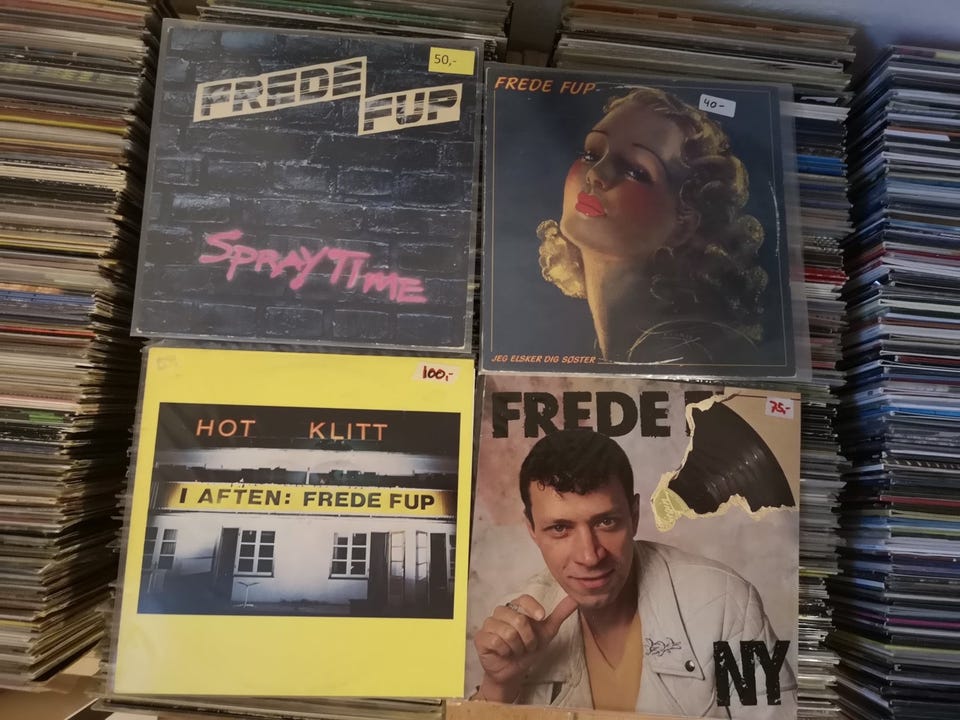 FREDE
FUP
50,-
SPRAYTIME
FREDE FUP
40-
JEG ELSKER DIG SØSTER
100,-
HOT KLITT
I AFTEN: FREDE FUP
FREDE
75,-
NY